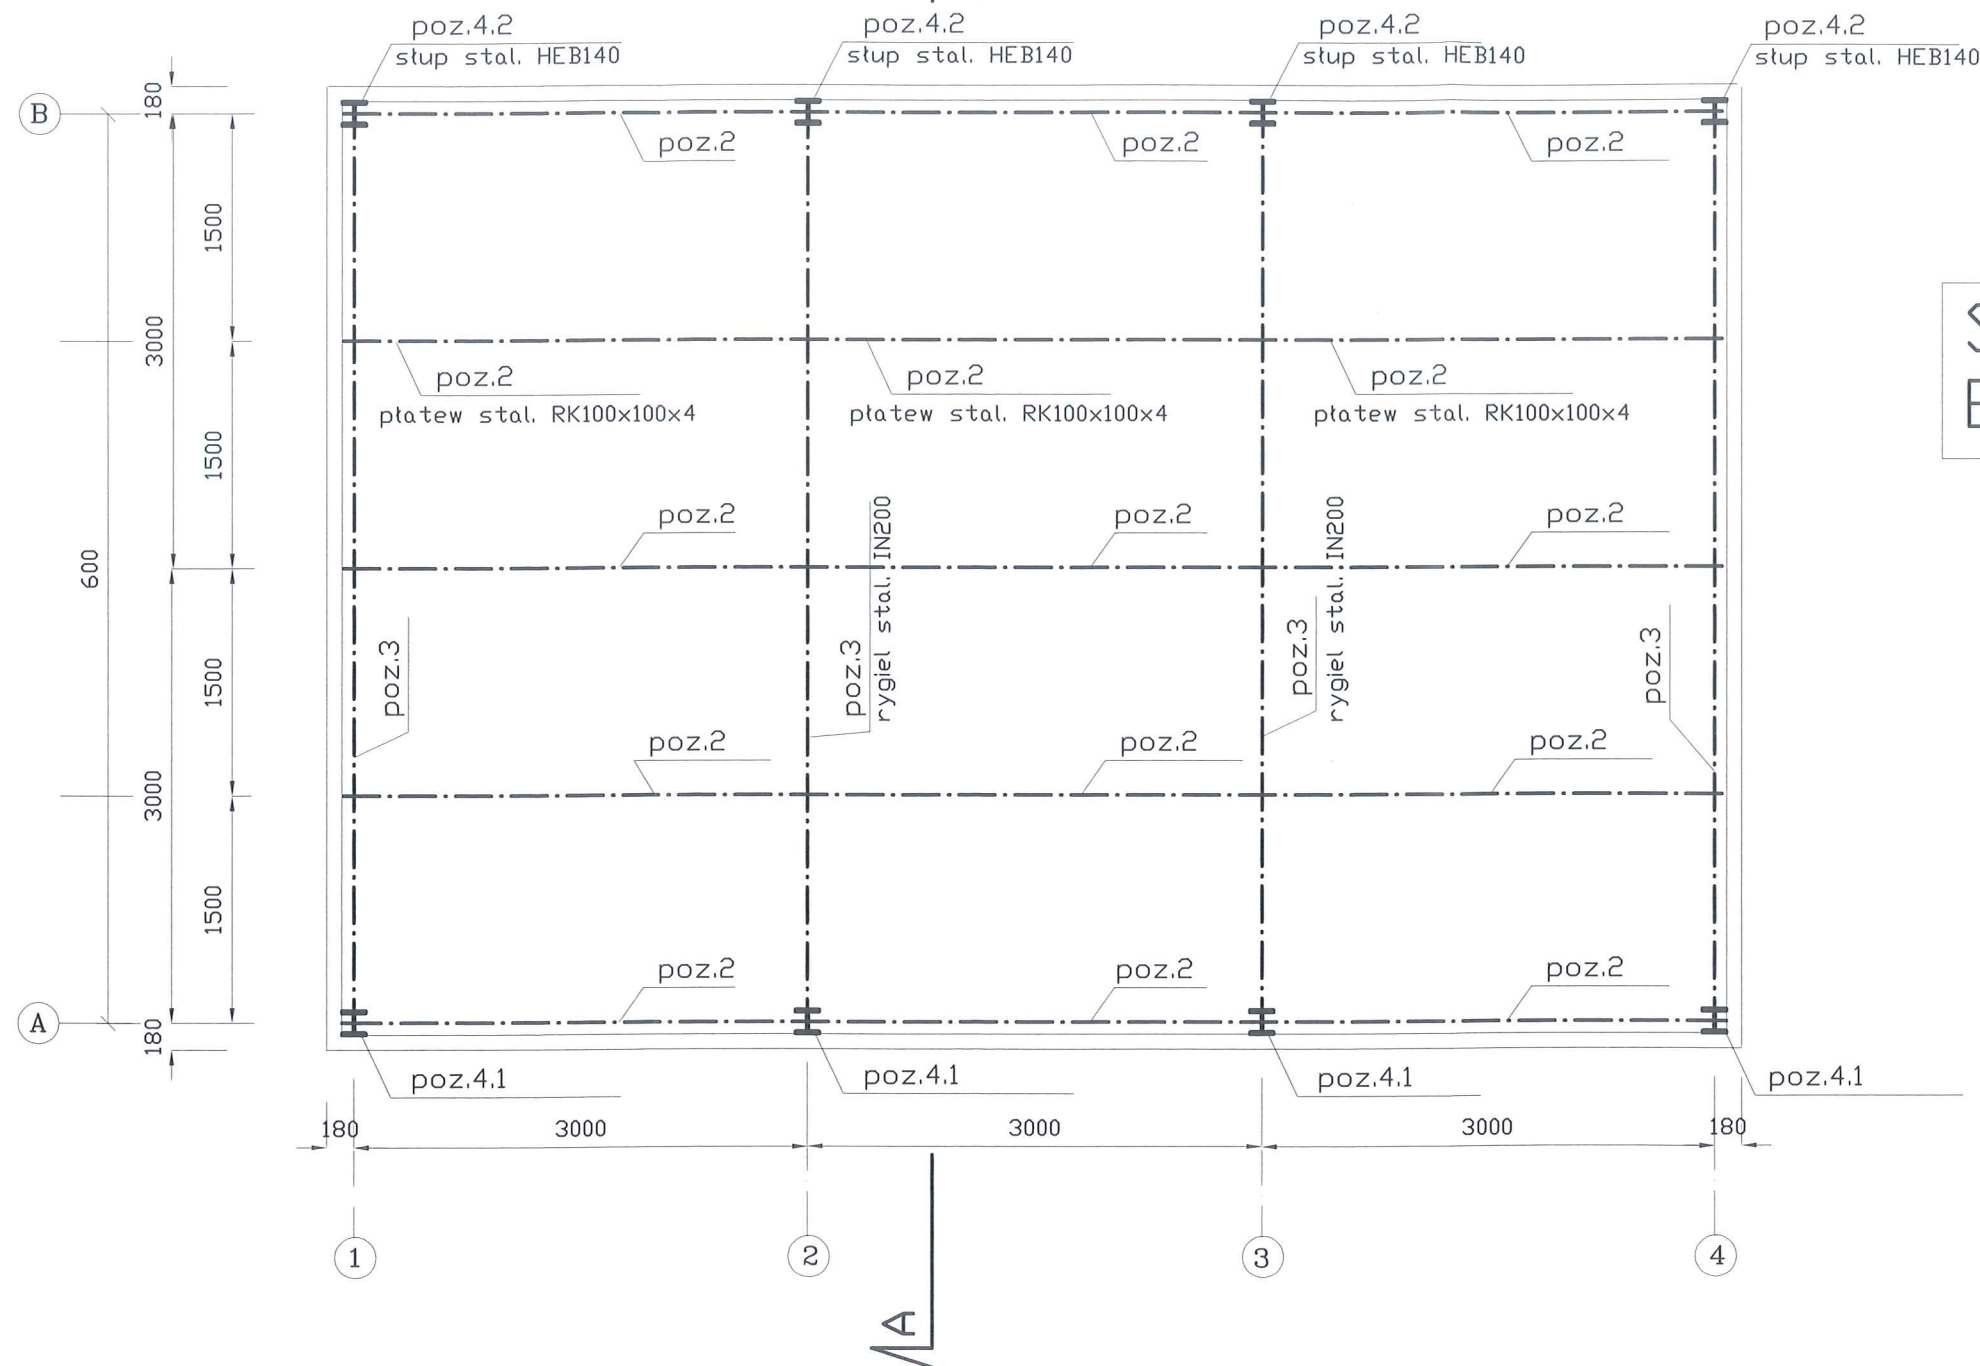 poz.4.2
słup stal. HEB140
poz.4.2
słup stal. HEB140
poz.4.2
słup stal. HEB140
poz.4.2
słup stal. HEB140
180
B
poz.2
poz.2
poz.2
1500
3000
poz.2
płatew stal. RK100x100x4
poz.2
płatew stal. RK100x100x4
poz.2
płatew stal. RK100x100x4
1500
poz.2
poz.2
poz.2
600
poz.3
poz.3
rygiel stal. IN200
poz.3
rygiel stal. IN200
poz.3
1500
poz.2
poz.2
poz.2
3000
1500
poz.2
poz.2
poz.2
A
180
poz.4.1
poz.4.1
poz.4.1
poz.4.1
180
3000
3000
3000
180
1
2
3
4
A